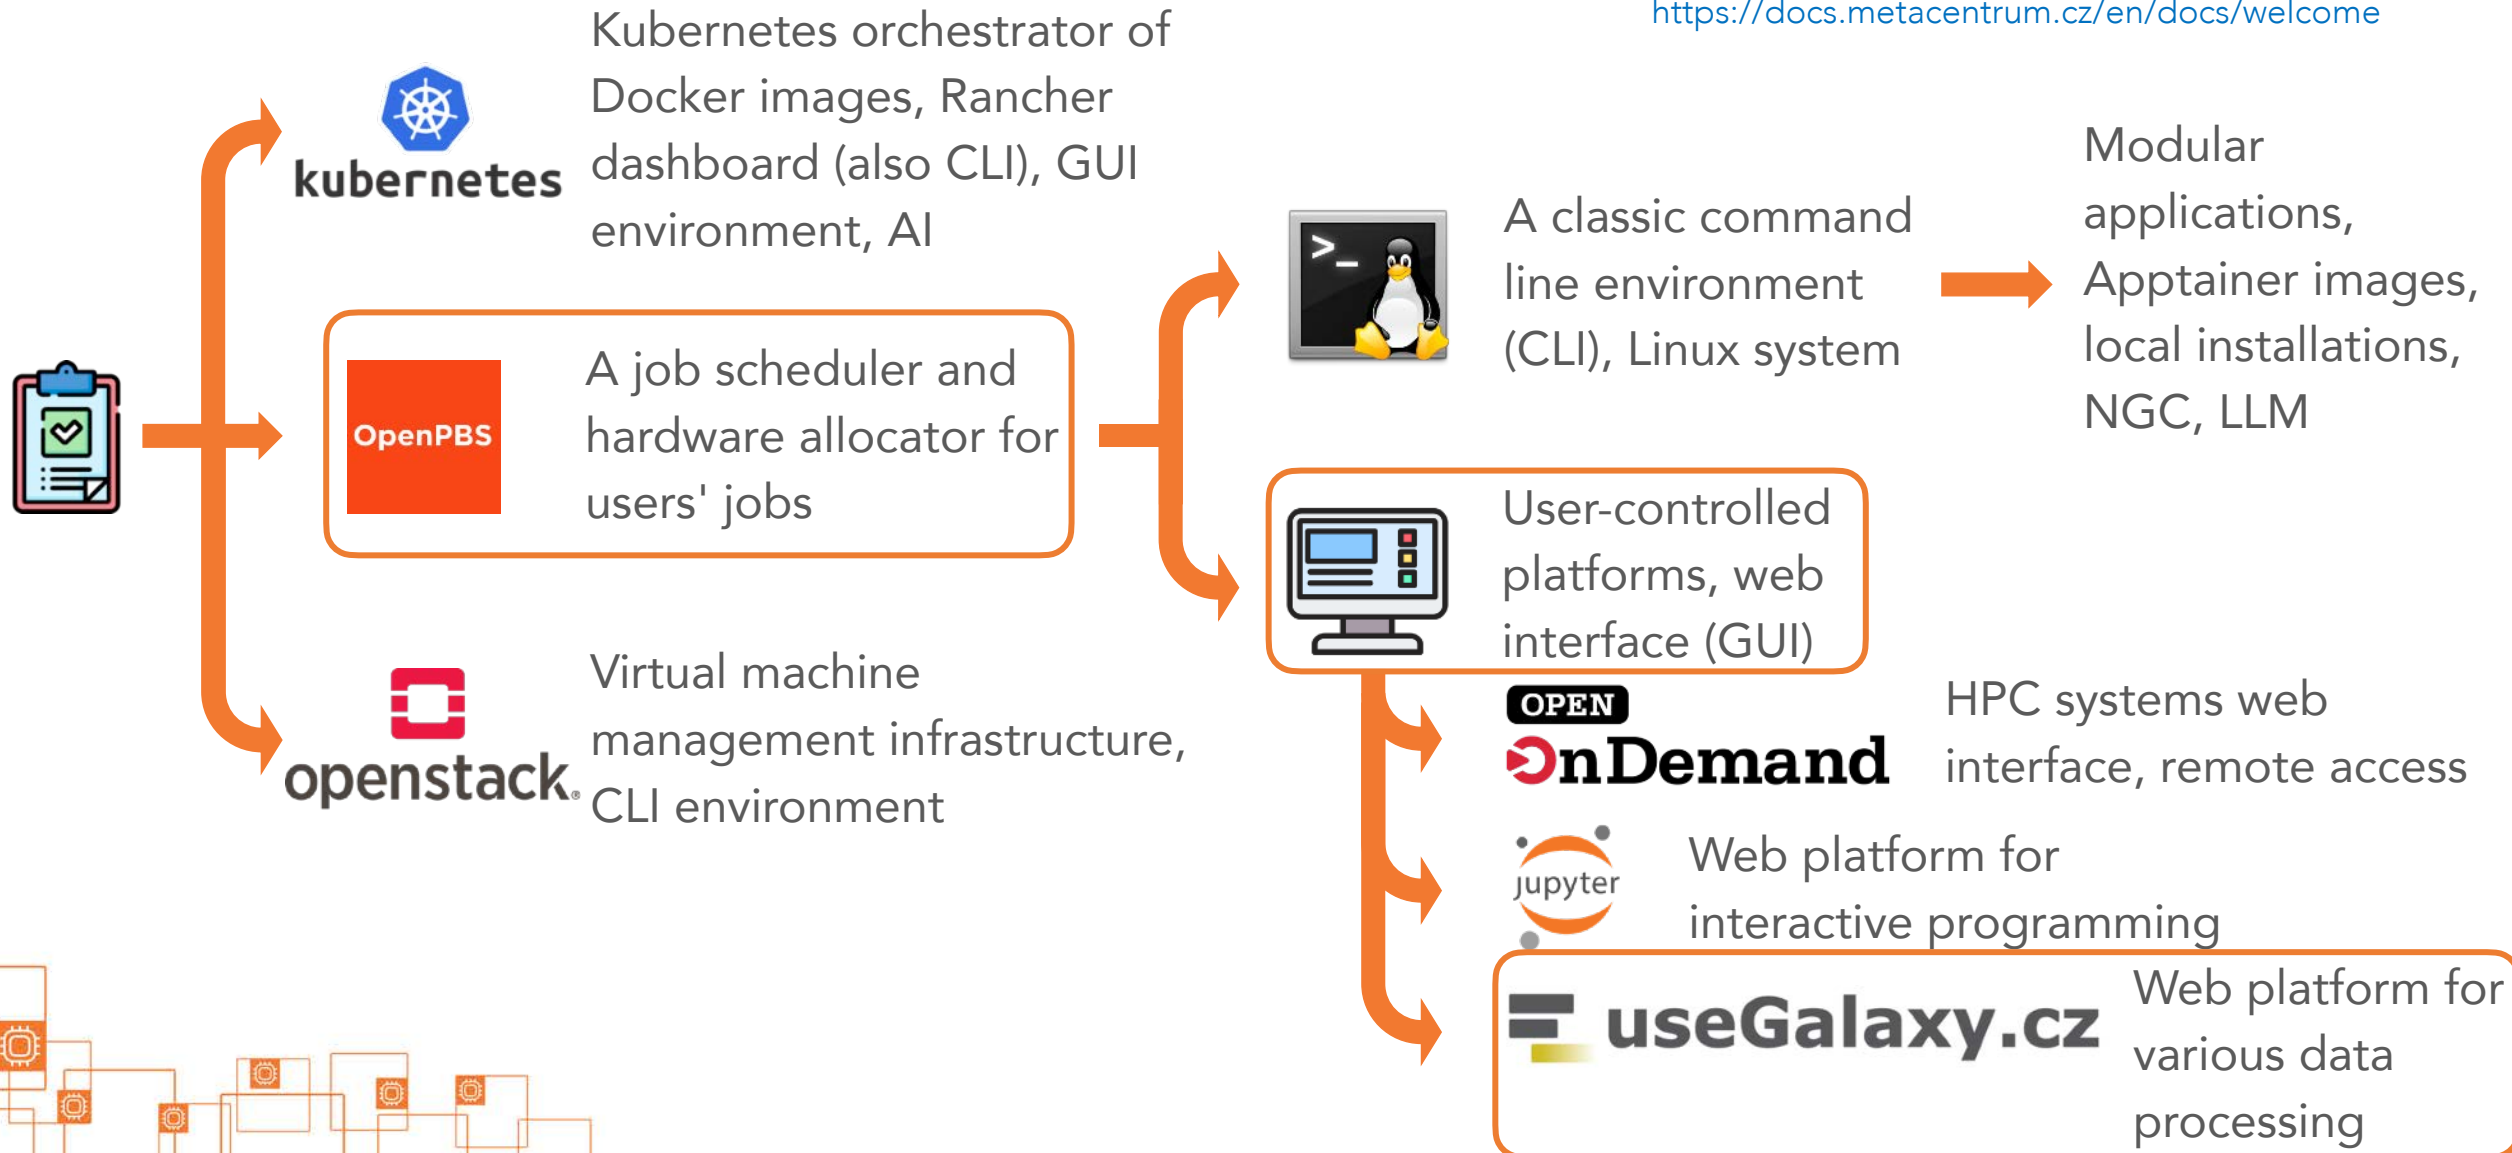 https://docs.metacentrum.cz/en/docs/welcome
Kubernetes orchestrator of
Docker images, Rancher
dashboard (also CLI), GUI
environment, AI
kubernetes
OpenPBS
A job scheduler and
hardware allocator for
users' jobs
openstack.
Virtual machine
management infrastructure,
CLI environment
>_
A classic command
line environment
(CLI), Linux system
Modular
applications,
Apptainer images,
local installations,
NGC, LLM
User-controlled
platforms, web
interface (GUI)
OPEN
OnDemand
HPC systems web
interface, remote access
jupyter
Web platform for
interactive programming
useGalaxy.cz
Web platform for
various data
processing